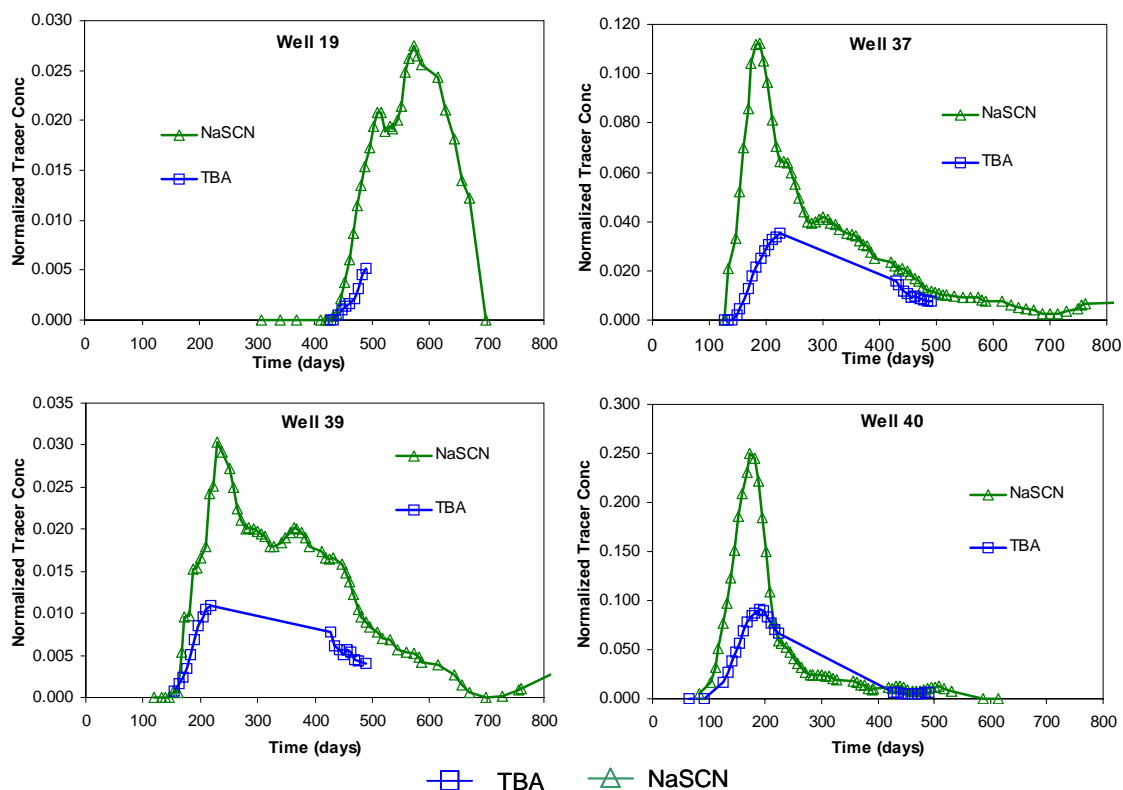 Well 19
Normalized Tracer Conc
0.030
0.025
0.020
0.015
0.010
0.005
0.000
NaSCN
TBA
0 100 200 300 400 500 600 700 800
Time (days)
Well 37
Normalized Tracer Conc
0.120
0.100
0.080
0.060
0.040
0.020
0.000
NaSCN
TBA
0 100 200 300 400 500 600 700 800
Time (days)
Well 39
Normalized Tracer Conc
0.035
0.030
0.025
0.020
0.015
0.010
0.005
0.000
NaSCN
TBA
0 100 200 300 400 500 600 700 800
Time (days)
Well 40
Normalized Tracer Conc
0.300
0.250
0.200
0.150
0.100
0.050
0.000
NaSCN
TBA
0 100 200 300 400 500 600 700 800
Time (days)
TBA NaSCN